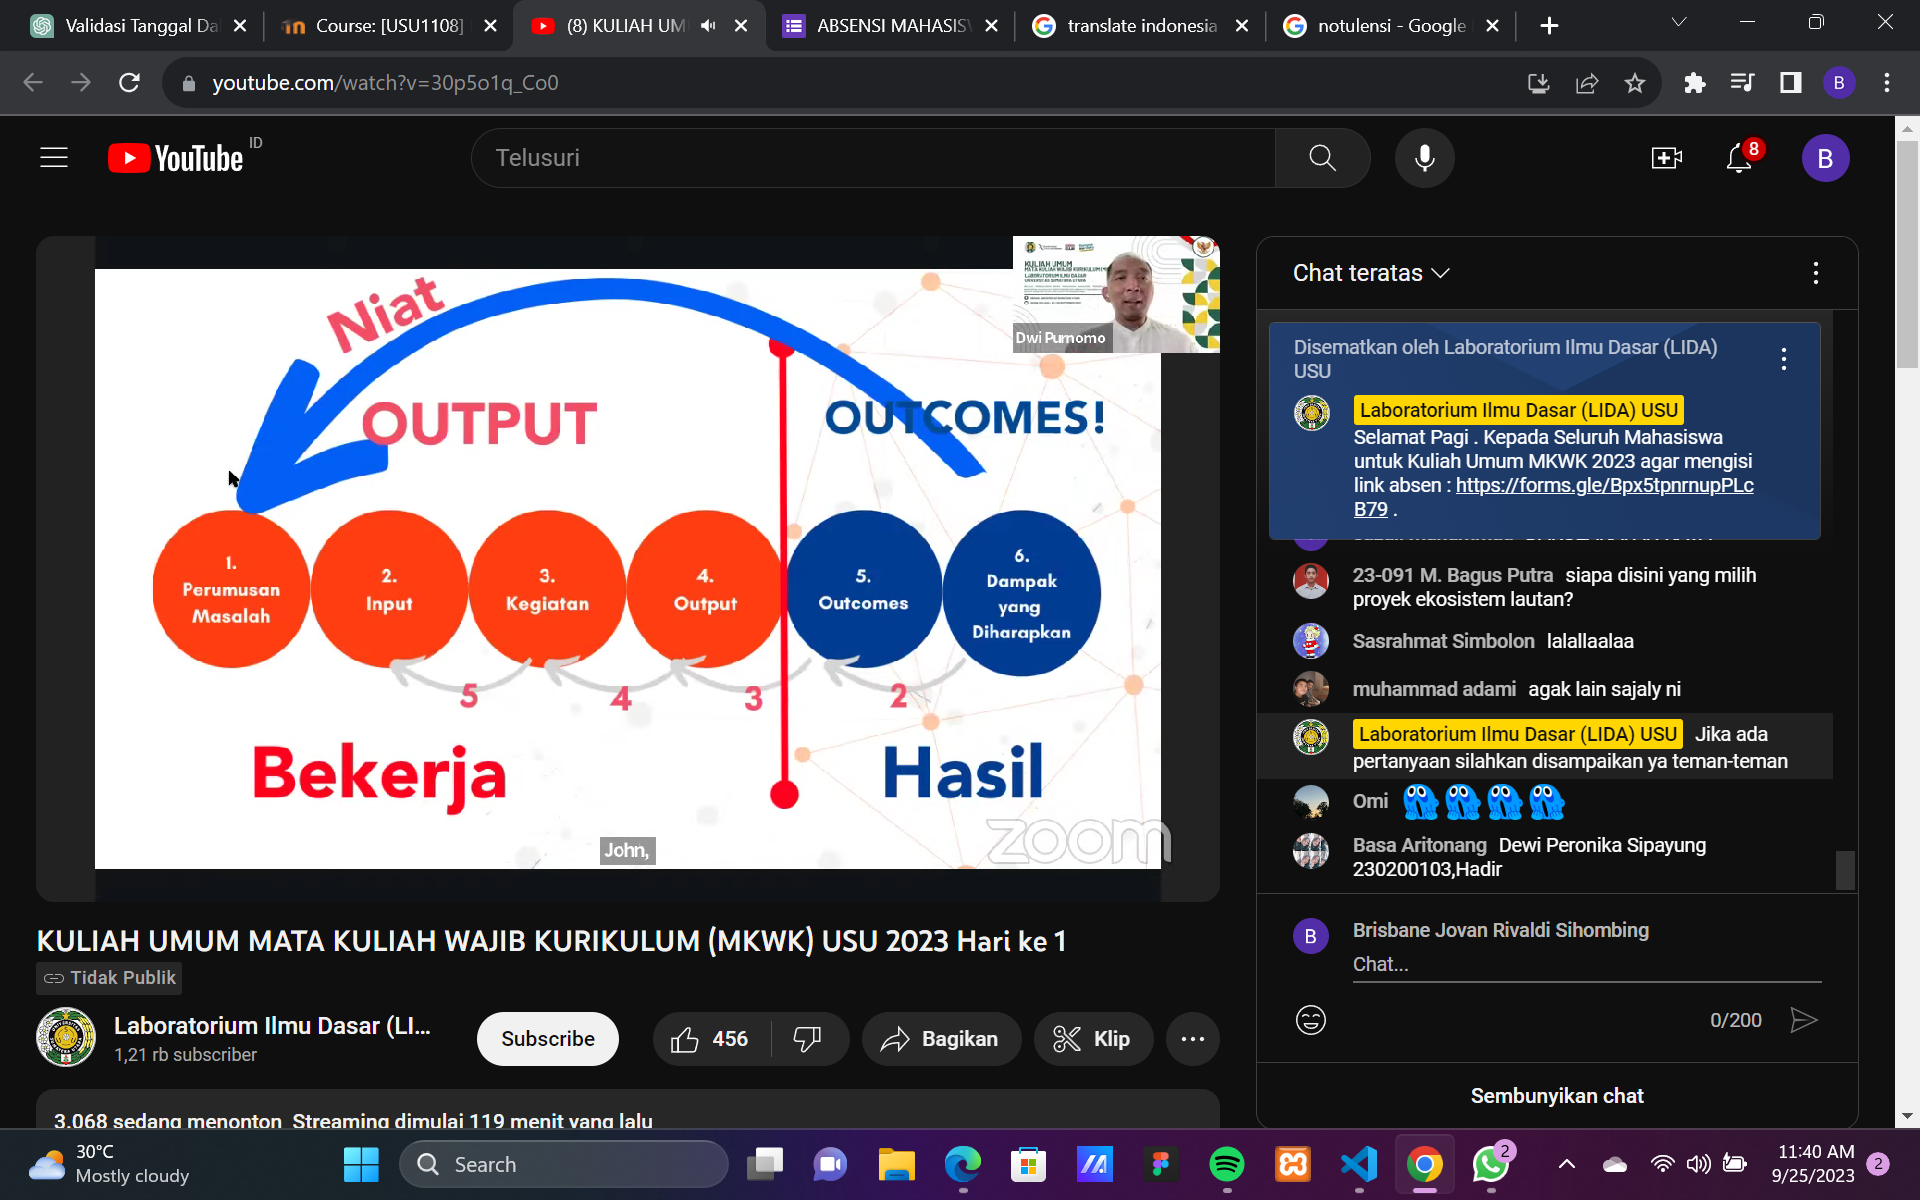 Validasi Tanggal Da
Course: [USU1108]
(8) KULIAH UM
ABSENSI MAHASIS
translate indonesia
notulensi - Google
youtube.com/watch?v=30p5o1q_Co0
B
YouTube ID
Telusuri
8
B
Niat
OUTPUT
OUTCOMES!
KULIAH UMUM
Dwi Purnomo
1.
Perumusan
Masalah
2.
Input
3.
Kegiatan
4.
Output
5.
Outcomes
6.
Dampak
yang
Diharapkan
5
4
3
2
Bekerja
Hasil
zoom
John,
Chat teratas
Disematkan oleh Laboratorium Ilmu Dasar (LIDA)
USU
Laboratorium Ilmu Dasar (LIDA) USU
Selamat Pagi . Kepada Seluruh Mahasiswa
untuk Kuliah Umum MKWK 2023 agar mengisi
link absen : https://forms.gle/Bpx5tpnrnupPLc
B79 .
23-091 M. Bagus Putra siapa disini yang milih
proyek ekosistem lautan?
Sasrahmat Simbolon lalallaalaa
muhammad adami agak lain sajaly ni
Laboratorium Ilmu Dasar (LIDA) USU Jika ada
pertanyaan silahkan disampaikan ya teman-teman
Omi
Basa Aritonang Dewi Peronika Sipayung
230200103,Hadir
B
Brisbane Jovan Rivaldi Sihombing
Chat...
0/200
Sembunyikan chat
KULIAH UMUM MATA KULIAH WAJIB KURIKULUM (MKWK) USU 2023 Hari ke 1
Tidak Publik
Laboratorium Ilmu Dasar (LI...
1,21 rb subscriber
Subscribe
456
Bagikan
Klip
3.068 sedang menonton Streaming dimulai 119 menit yang lalu
30°C
Mostly cloudy
Search
2
11:40 AM
9/25/2023
2